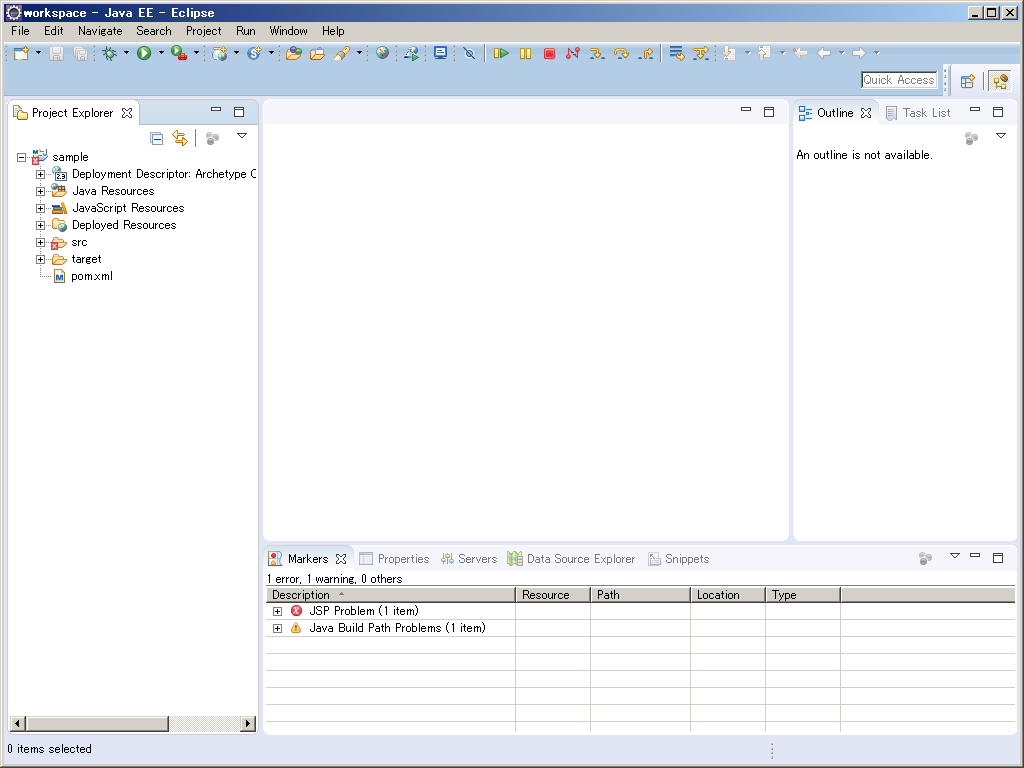 workspace - Java EE - Eclipse
File Edit Navigate Search Project Run Window Help
Quick Access
Project Explorer
sample
Deployment Descriptor: Archetype C
Java Resources
JavaScript Resources
Deployed Resources
src
target
pom.xml
Outline Task List
An outline is not available.
Markers Properties Servers Data Source Explorer Snippets
1 error, 1 warning, 0 others
Description Resource Path Location Type
JSP Problem (1 item)
Java Build Path Problems (1 item)
0 items selected